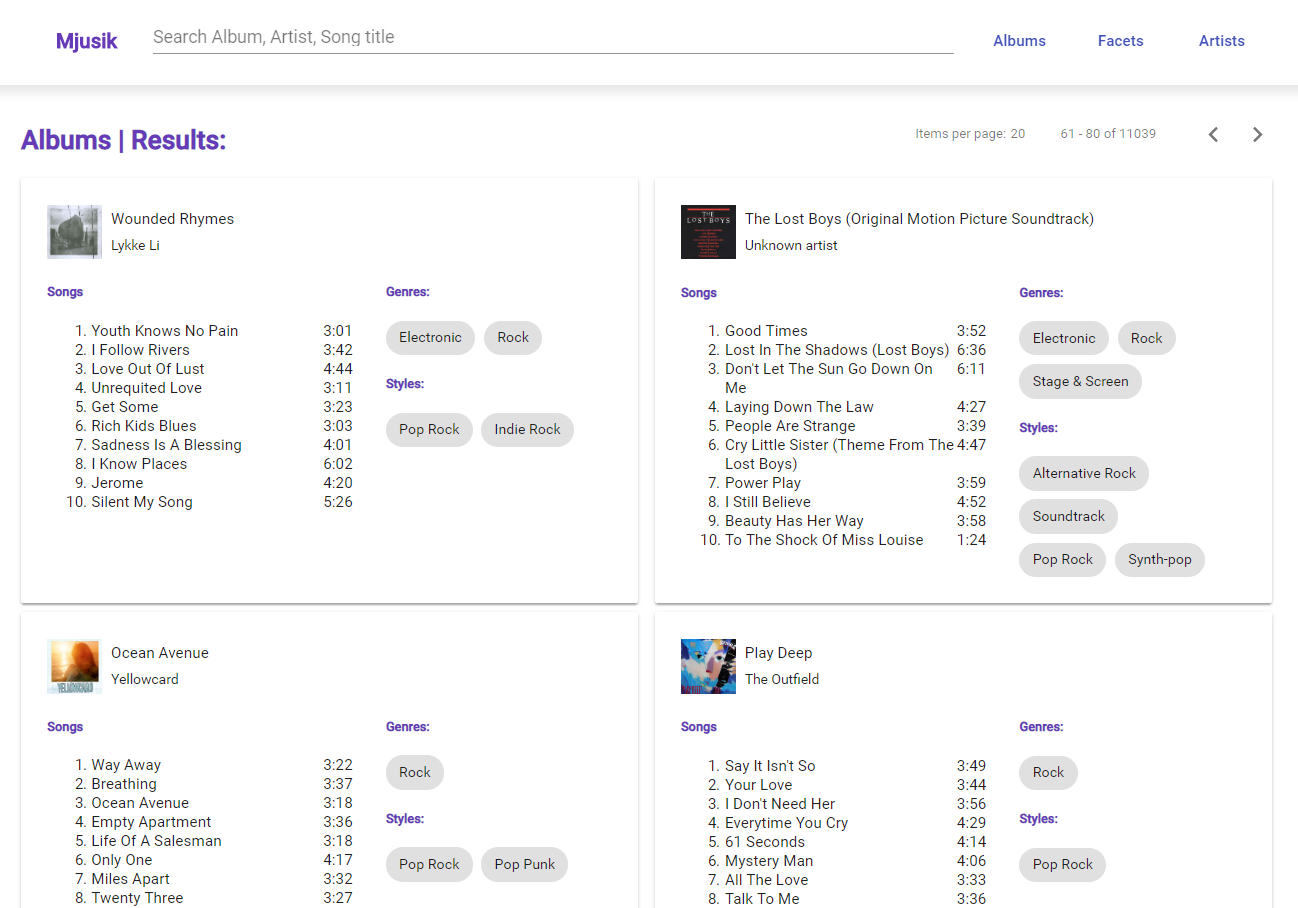 Mjusik
Search Album, Artist, Song title
Albums Facets Artists
Albums | Results:
Items per page: 20 61 - 80 of 11039
Wounded Rhymes
Lykke Li
Songs
1. Youth Knows No Pain 3:01
2. I Follow Rivers 3:42
3. Love Out Of Lust 4:44
4. Unrequited Love 3:11
5. Get Some 3:23
6. Rich Kids Blues 3:03
7. Sadness Is A Blessing 4:01
8. I Know Places 6:02
9. Jerome 4:20
10. Silent My Song 5:26
Genres:
Electronic Rock
Styles:
Pop Rock Indie Rock
THE
LOST BOYS
The Lost Boys (Original Motion Picture Soundtrack)
Unknown artist
Songs
1. Good Times 3:52
2. Lost In The Shadows (Lost Boys) 6:36
3. Don't Let The Sun Go Down On 6:11
Me
4. Laying Down The Law 4:27
5. People Are Strange 3:39
6. Cry Little Sister (Theme From The 4:47
Lost Boys)
7. Power Play 3:59
8. I Still Believe 4:52
9. Beauty Has Her Way 3:58
10. To The Shock Of Miss Louise 1:24
Genres:
Electronic Rock
Stage & Screen
Styles:
Alternative Rock
Soundtrack
Pop Rock Synth-pop
YELLOWCARD
Ocean Avenue
Yellowcard
Songs
1. Way Away 3:22
2. Breathing 3:37
3. Ocean Avenue 3:18
4. Empty Apartment 3:36
5. Life Of A Salesman 3:18
6. Only One 4:17
7. Miles Apart 3:32
8. Twenty Three 3:27
Genres:
Rock
Styles:
Pop Rock Pop Punk
Play Deep
The Outfield
Songs
1. Say It Isn't So 3:49
2. Your Love 3:44
3. I Don't Need Her 3:56
4. Everytime You Cry 4:29
5. 61 Seconds 4:14
6. Mystery Man 4:06
7. All The Love 3:33
8. Talk To Me 3:36
Genres:
Rock
Styles:
Pop Rock